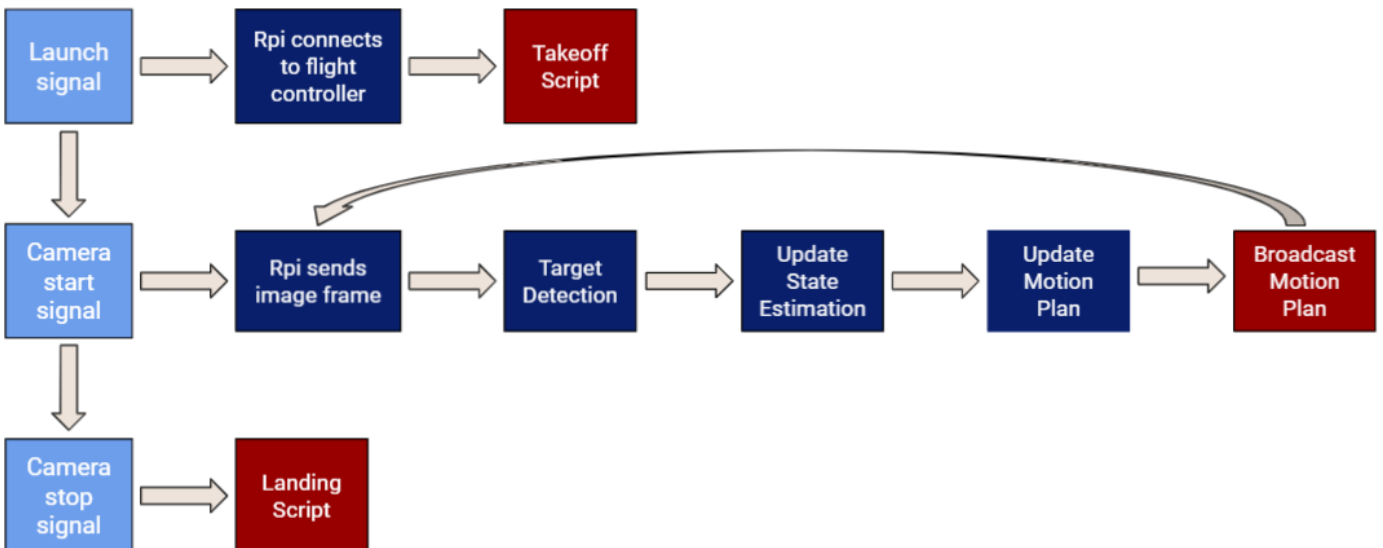 Launch
signal
Rpi connects
to flight
controller
Takeoff
Script
Camera
start
signal
Rpi sends
image frame
Target
Detection
Update
State
Estimation
Update
Motion
Plan
Broadcast
Motion
Plan
Camera
stop
signal
Landing
Script